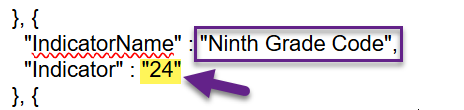 }, {
"IndicatorName" : "Ninth Grade Code",
"Indicator" : "24"
}, {